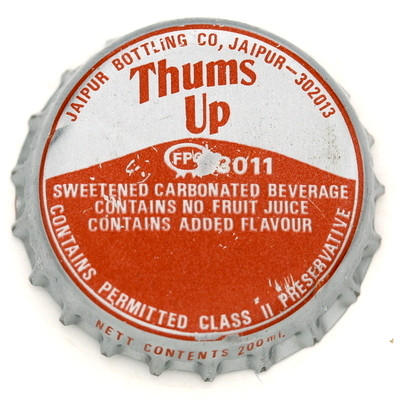 JAIPUR BOTTLING CO, JAIPUR-302013
Thums
Up
FPO 3011
SWEETENED CARBONATED BEVERAGE
CONTAINS NO FRUIT JUICE
CONTAINS ADDED FLAVOUR
CONTAINS PERMITTED CLASS "II" PRESERVATIVE
NETT CONTENTS 200 ml.